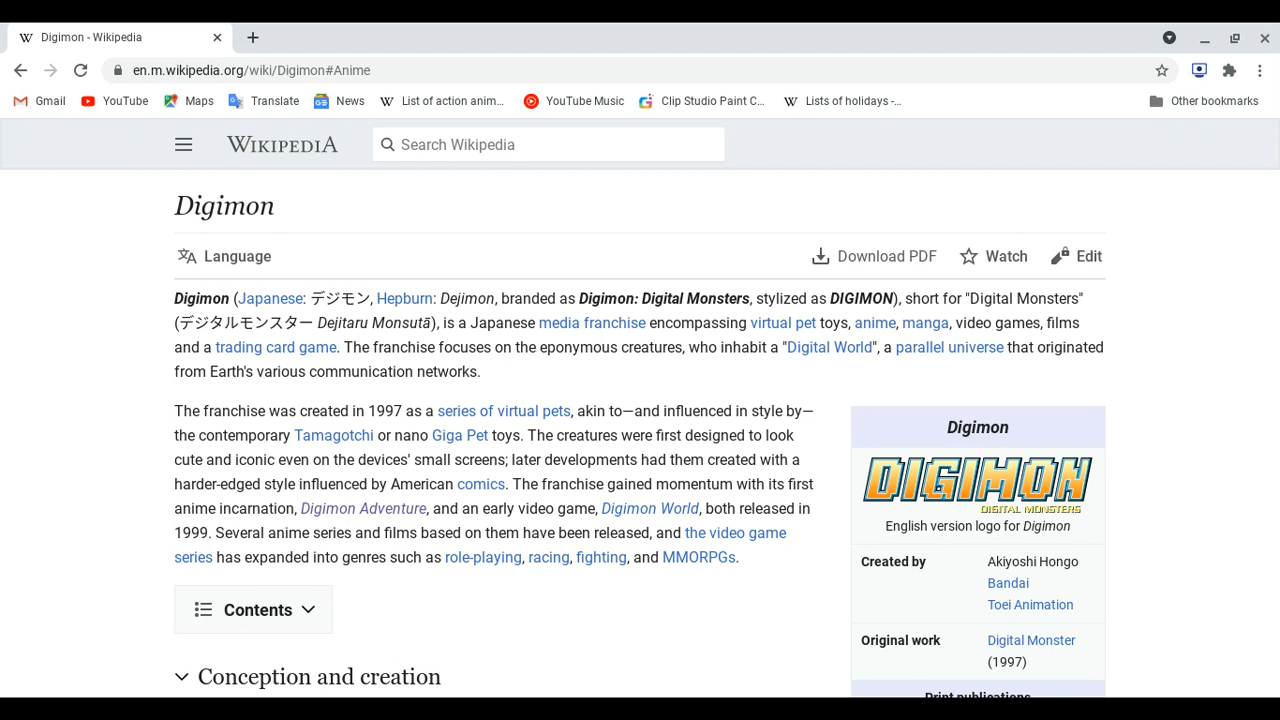 Digimon - Wikipedia
en.m.wikipedia.org/wiki/Digimon#Anime
Gmail YouTube Maps Translate News List of action anim... YouTube Music Clip Studio Paint C... Lists of holidays -... Other bookmarks
WIKIPEDIA Search Wikipedia
Digimon
Language Download PDF Watch Edit
Digimon (Japanese: デジモン, Hepburn: Dejimon, branded as Digimon: Digital Monsters, stylized as DIGIMON), short for "Digital Monsters"
(デジタルモンスター Dejitaru Monsutā), is a Japanese media franchise encompassing virtual pet toys, anime, manga, video games, films
and a trading card game. The franchise focuses on the eponymous creatures, who inhabit a "Digital World", a parallel universe that originated
from Earth's various communication networks.
The franchise was created in 1997 as a series of virtual pets, akin to—and influenced in style by—
the contemporary Tamagotchi or nano Giga Pet toys. The creatures were first designed to look
cute and iconic even on the devices' small screens; later developments had them created with a
harder-edged style influenced by American comics. The franchise gained momentum with its first
anime incarnation, Digimon Adventure, and an early video game, Digimon World, both released in
1999. Several anime series and films based on them have been released, and the video game
series has expanded into genres such as role-playing, racing, fighting, and MMORPGs.
Contents
Conception and creation
Digimon
DIGIMON
DIGITAL MONSTERS
English version logo for Digimon
Created by Akiyoshi Hongo
Bandai
Toei Animation
Original work Digital Monster
(1997)
Print publications